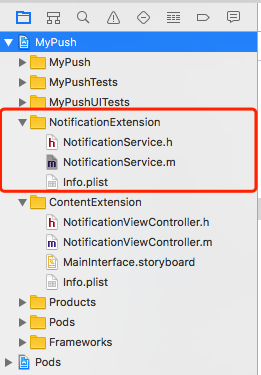 MyPush
MyPush
MyPushTests
MyPushUITests
NotificationExtension
NotificationService.h
NotificationService.m
Info.plist
ContentExtension
NotificationViewController.h
NotificationViewController.m
MainInterface.storyboard
Info.plist
Products
Pods
Frameworks
Pods